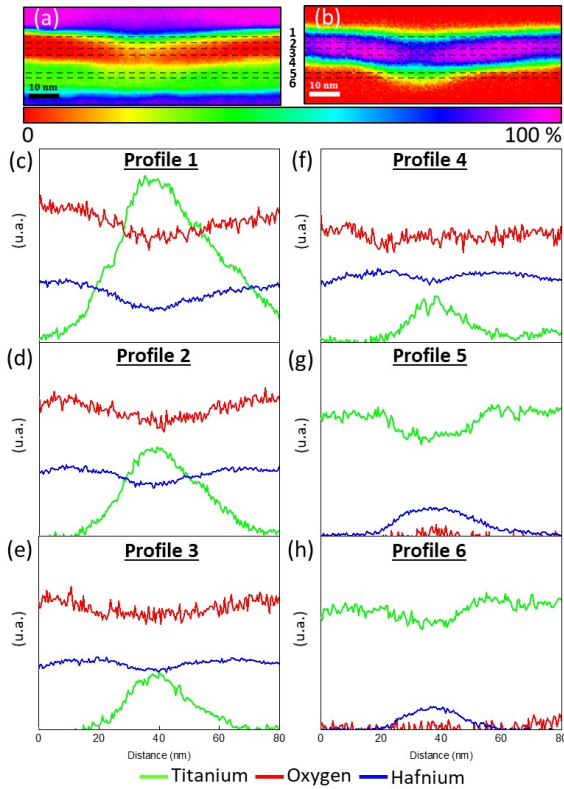 (a) (b)
1
2
3
4
5
6
10 nm 10 nm
0 100 %
(c) Profile 1 (f) Profile 4
(u.a.) (u.a.)
(d) Profile 2 (g) Profile 5
(u.a.) (u.a.)
(e) Profile 3 (h) Profile 6
(u.a.) (u.a.)
0 20 40 60 80 0 20 40 60 80
Distance (nm) Distance (nm)
Titanium Oxygen Hafnium